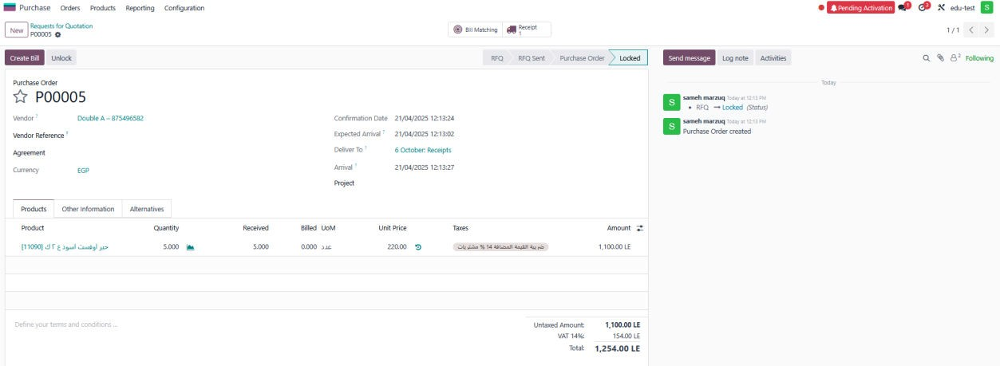 Purchase Orders Products Reporting Configuration
Pending Activation 1 3 edu-test S
New Requests for Quotation
P00005
Bill Matching Receipt 1
1 / 1
Create Bill Unlock
RFQ RFQ Sent Purchase Order Locked
Send message Log note Activities
2 Following
Purchase Order
P00005
Vendor ? Double A – 875496582
Vendor Reference ?
Agreement
Currency EGP
Confirmation Date 21/04/2025 12:13:24
Expected Arrival ? 21/04/2025 12:13:02
Deliver To ? 6 October: Receipts
Arrival ? 21/04/2025 12:13:27
Project
Products Other Information Alternatives
Product Quantity Received Billed UoM Unit Price Taxes Amount
[11090] حبر اوفست اسود ع ٢ ك 5.000 5.000 0.000 عدد 220.00 ضريبة القيمة المضافة 14 % مشتريات 1,100.00 LE
Define your terms and conditions ...
Untaxed Amount: 1,100.00 LE
VAT 14%: 154.00 LE
Total: 1,254.00 LE
Today
S
sameh marzuq Today at 12:13 PM
• RFQ → Locked (Status)
S
sameh marzuq Today at 12:13 PM
Purchase Order created